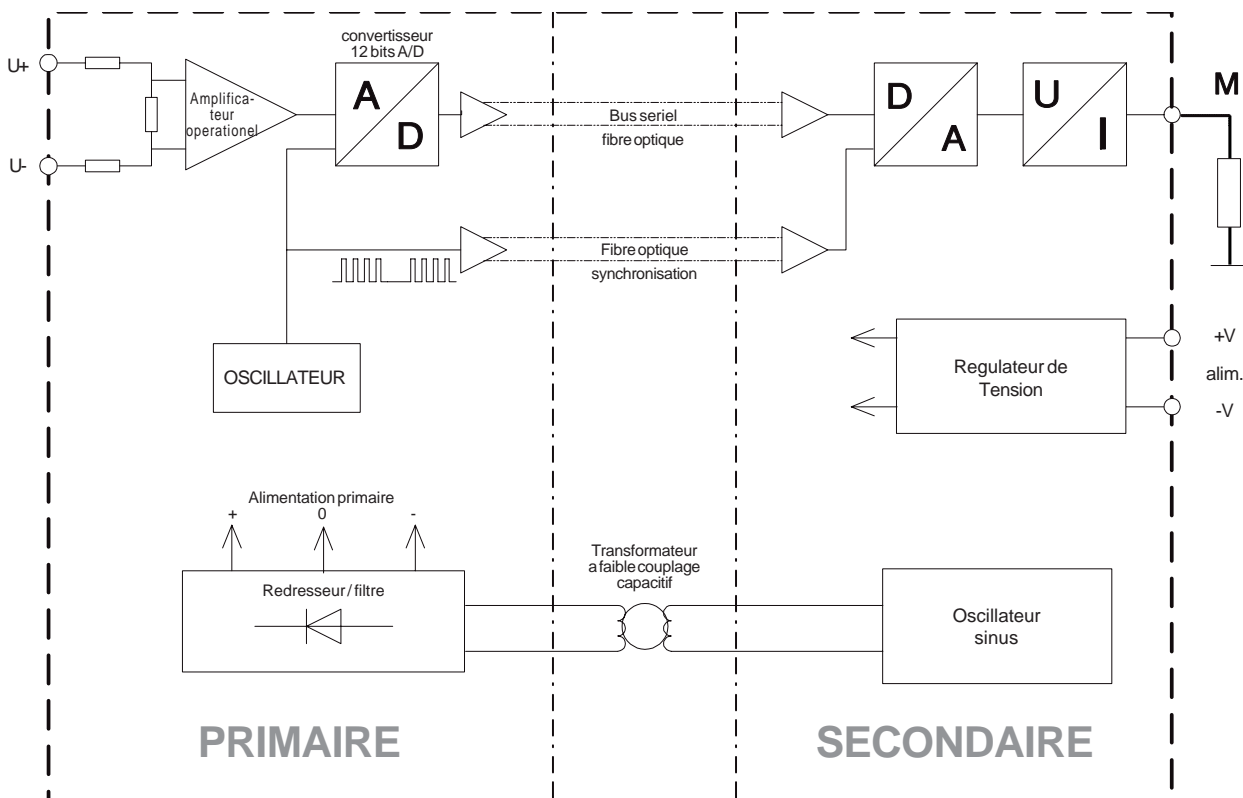 convertisseur
12 bits A/D
U+
U-
Amplifica-
teur
operationel
A
D
Bus seriel
fibre optique
D
A
U
I
M
Fibre optique
synchronisation
OSCILLATEUR
Regulateur de
Tension
+V
alim.
-V
Alimentation primaire
+ 0 -
Redresseur / filtre
Transformateur
a faible couplage
capacitif
Oscillateur
sinus
PRIMAIRE
SECONDAIRE